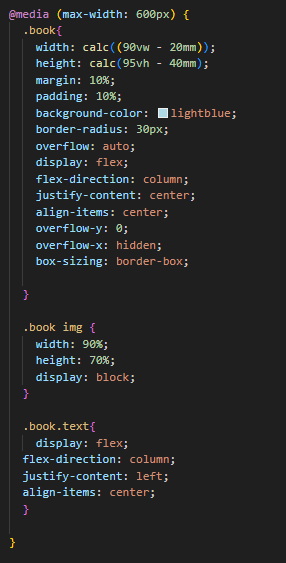 @media (max-width: 600px) {
  .book{
    width: calc((90vw - 20mm));
    height: calc(95vh - 40mm);
    margin: 10%;
    padding: 10%;
    background-color: lightblue;
    border-radius: 30px;
    overflow: auto;
    display: flex;
    flex-direction: column;
    justify-content: center;
    align-items: center;
    overflow-y: 0;
    overflow-x: hidden;
    box-sizing: border-box;

  }

  .book img {
    width: 90%;
    height: 70%;
    display: block;
  }

  .book.text{
    display: flex;
  flex-direction: column;
  justify-content: left;
  align-items: center;
  }

}